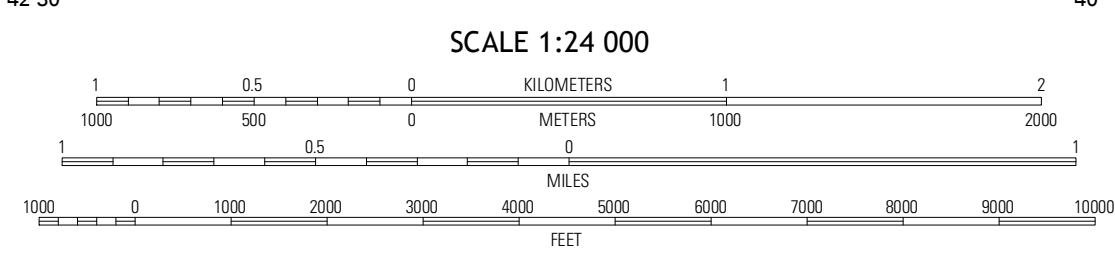 42'30"
40'
SCALE 1:24 000
1 0.5 0 KILOMETERS 1 2
1000 500 0 METERS 1000 2000
1 0.5 0 1
MILES
1000 0 1000 2000 3000 4000 5000 6000 7000 8000 9000 10000
FEET